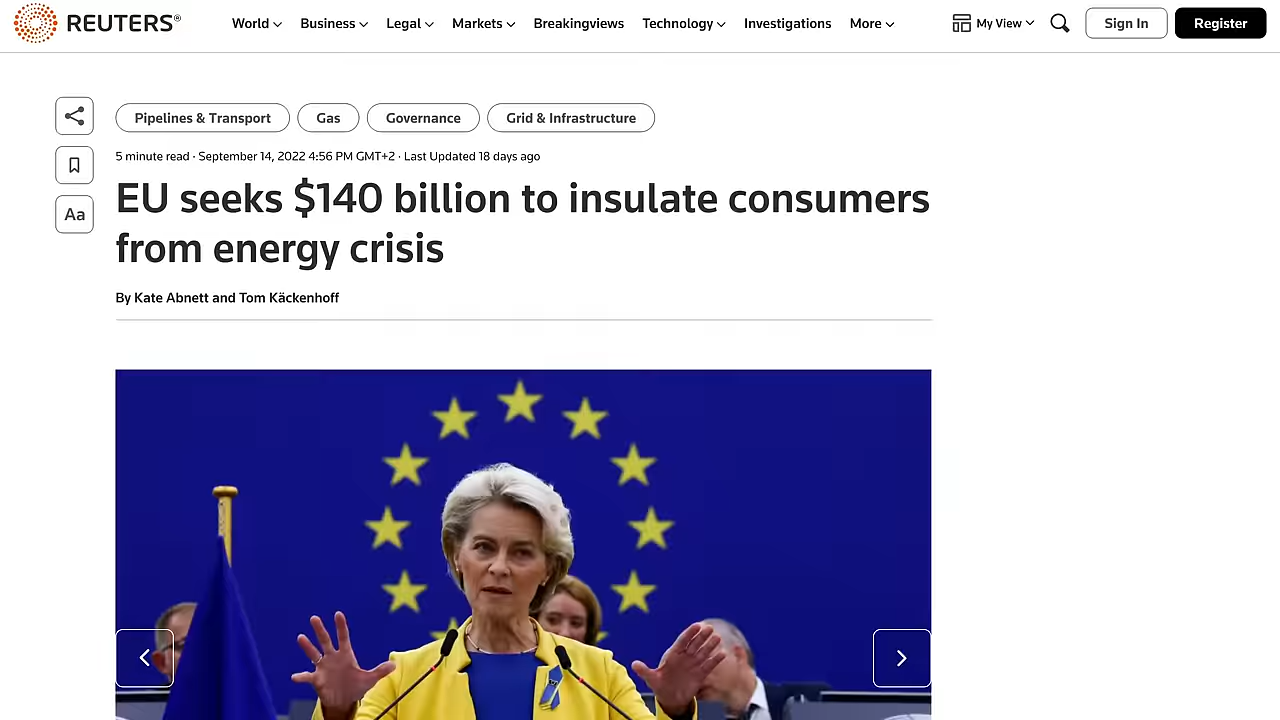 REUTERS®
World Business Legal Markets Breakingviews Technology Investigations More
My View
Sign In
Register
Pipelines & Transport Gas Governance Grid & Infrastructure
5 minute read · September 14, 2022 4:56 PM GMT+2 · Last Updated 18 days ago
EU seeks $140 billion to insulate consumers
from energy crisis
Aa
By Kate Abnett and Tom Käckenhoff